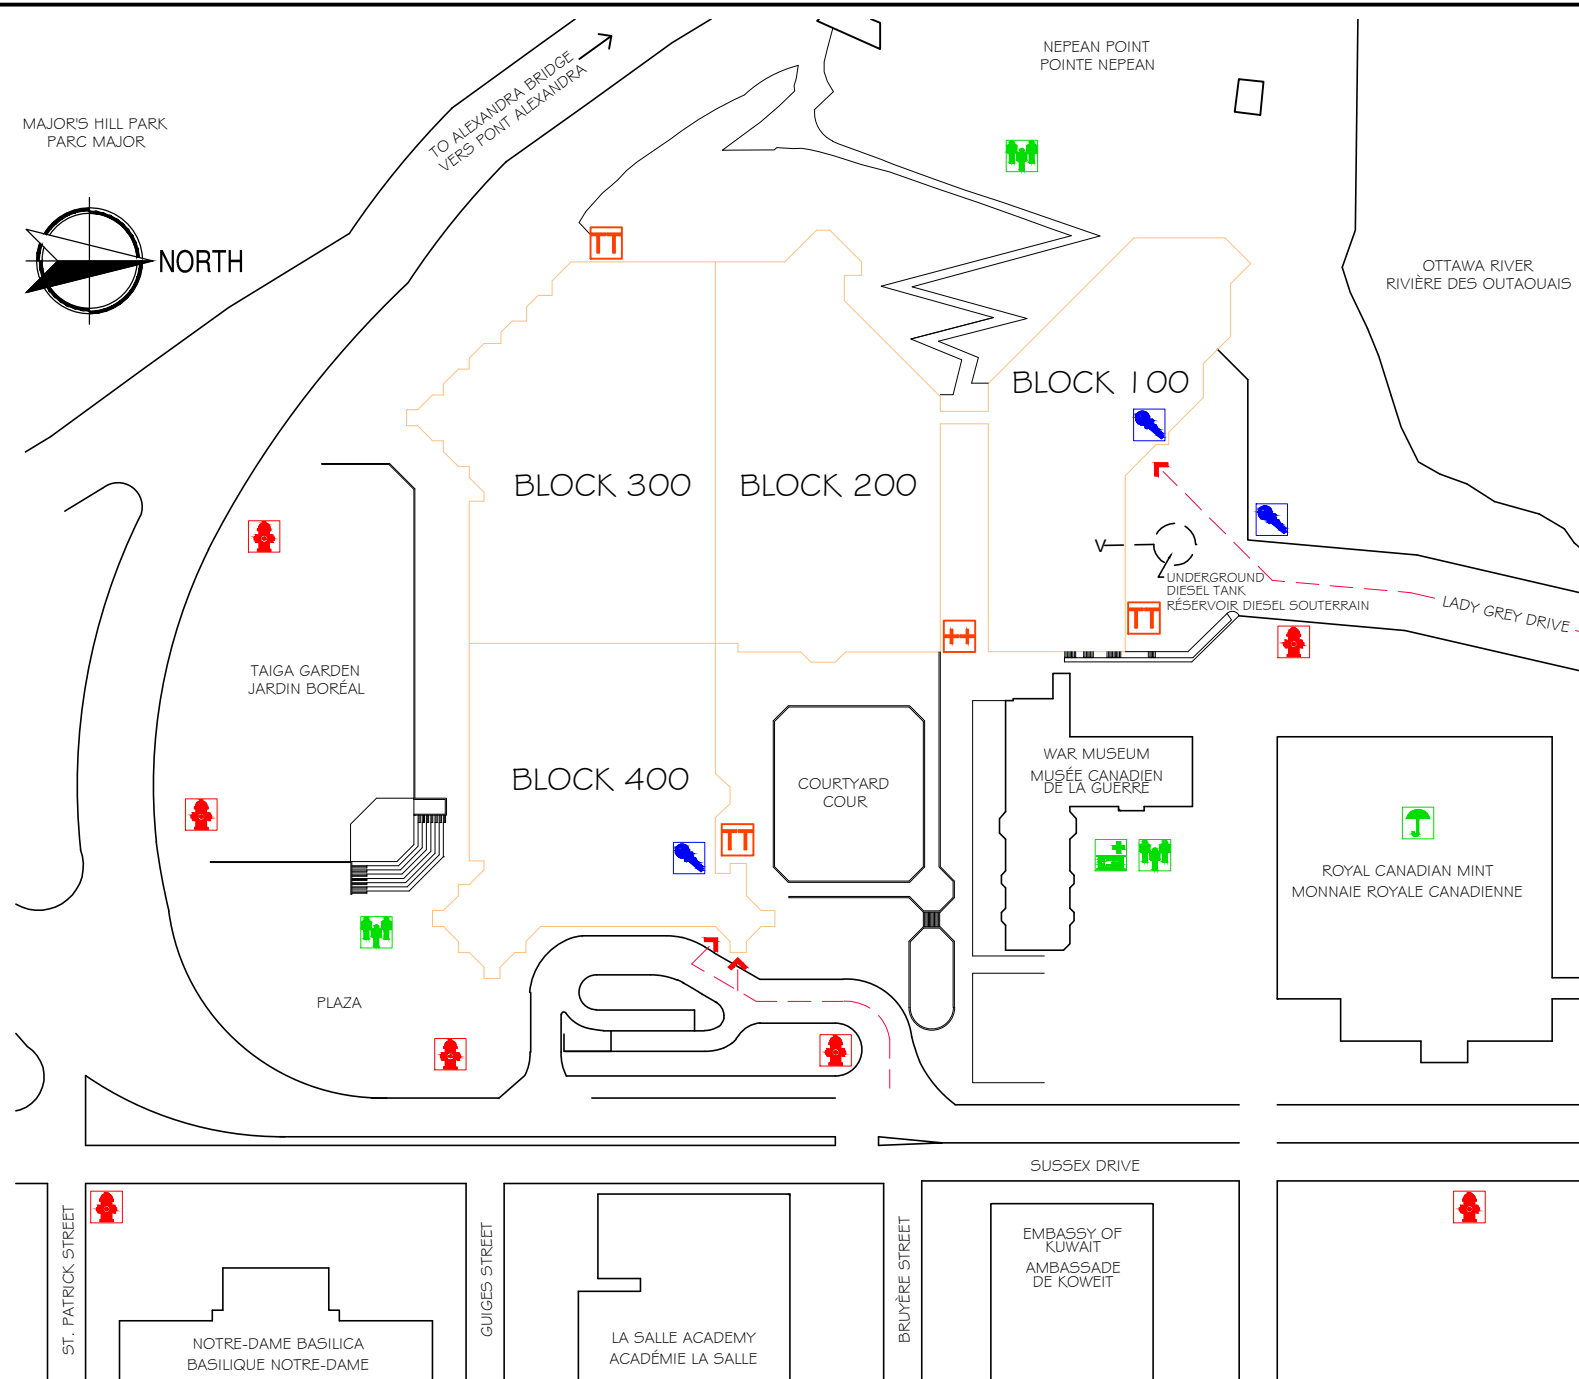 NEPEAN POINT
POINTE NEPEAN
TO ALEXANDRA BRIDGE
VERS PONT ALEXANDRA
MAJOR'S HILL PARK
PARC MAJOR
NORTH
OTTAWA RIVER
RIVIÈRE DES OUTAOUAIS
BLOCK 100
BLOCK 300
BLOCK 200
V
UNDERGROUND
DIESEL TANK
RÉSERVOIR DIESEL SOUTERRAIN
LADY GREY DRIVE
TAIGA GARDEN
JARDIN BORÉAL
BLOCK 400
COURTYARD
COUR
WAR MUSEUM
MUSÉE CANADIEN
DE LA GUERRE
ROYAL CANADIAN MINT
MONNAIE ROYALE CANADIENNE
PLAZA
SUSSEX DRIVE
ST. PATRICK STREET
GUIGES STREET
BRUYÈRE STREET
EMBASSY OF
KUWAIT
AMBASSADE
DE KOWEIT
NOTRE-DAME BASILICA
BASILIQUE NOTRE-DAME
LA SALLE ACADEMY
ACADÉMIE LA SALLE